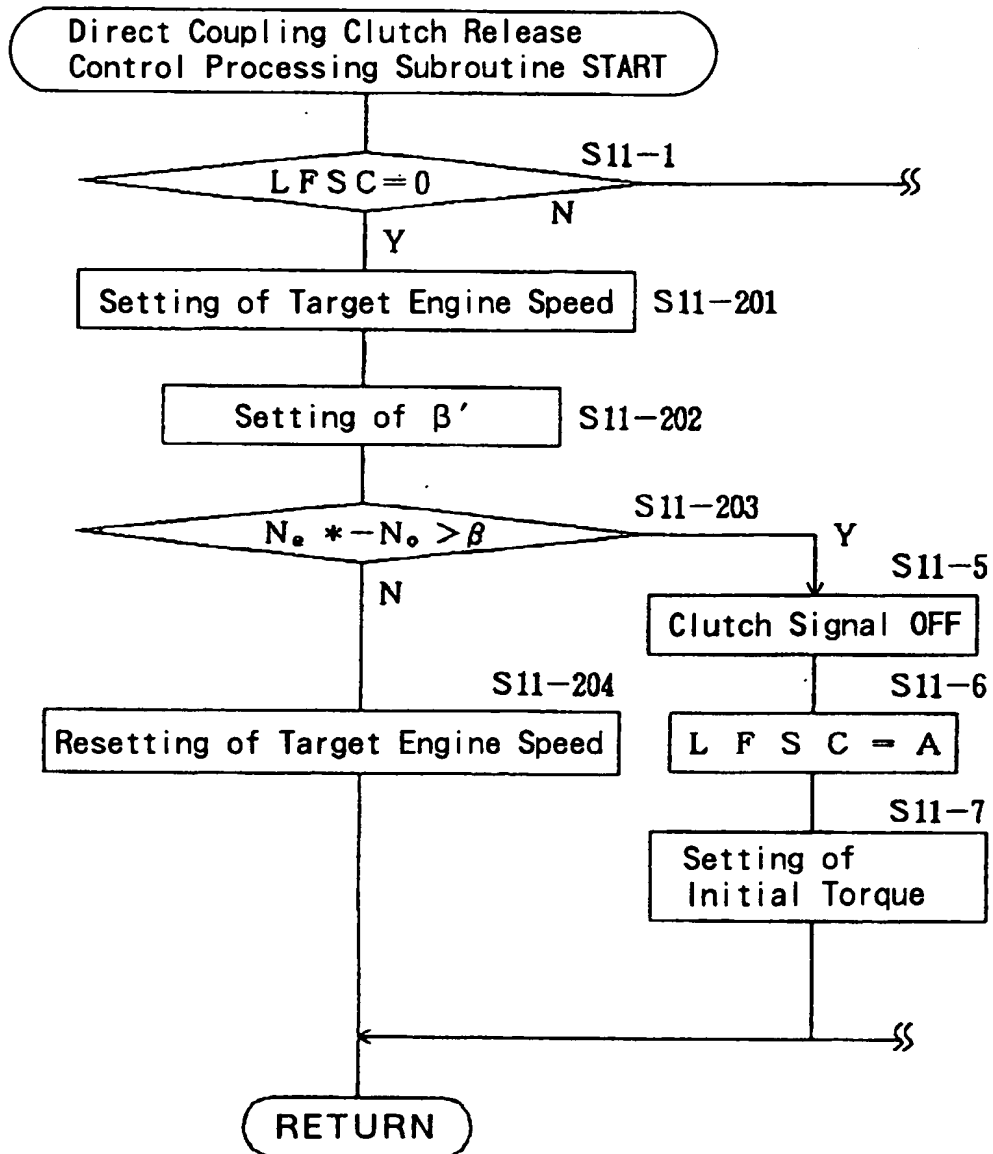 Direct Coupling Clutch Release
Control Processing Subroutine START
S11-1
LFSC=0
N
Y
Setting of Target Engine Speed
S11-201
Setting of β′
S11-202
S11-203
Nₑ *-Nₒ >β
Y
N
S11-5
Clutch Signal OFF
S11-204
S11-6
Resetting of Target Engine Speed
L F S C = A
S11-7
Setting of
Initial Torque
RETURN